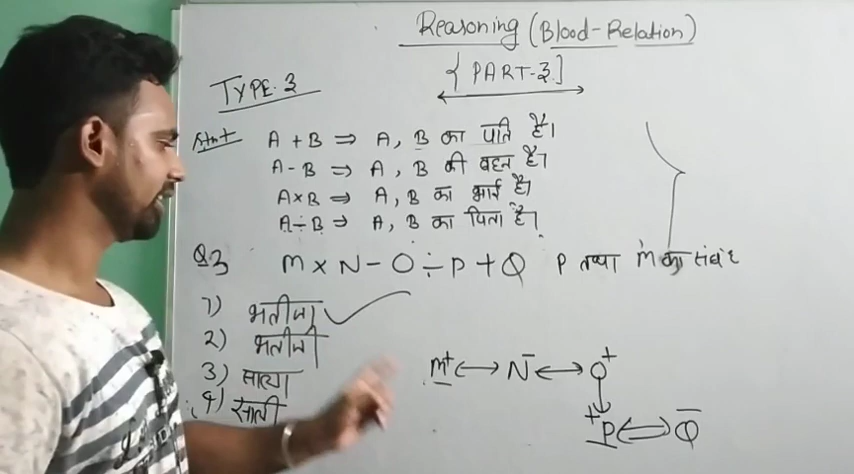 Reasoning (Blood-Relation)
{PART-3]
TYPE-3
A + B ⇒ A, B का पति है।
A - B ⇒ A, B की बहन है।
A×B ⇒ A, B का भाई है।
A÷B ⇒ A, B का पिता है।
Q3 M × N - O ÷ P + Q P तथा M का संबंध
1) भतीजा ✓
2) भतीजी
3) साला
4) साली
M+ ↔ N- ↔ O+
+P ⇔ Q-